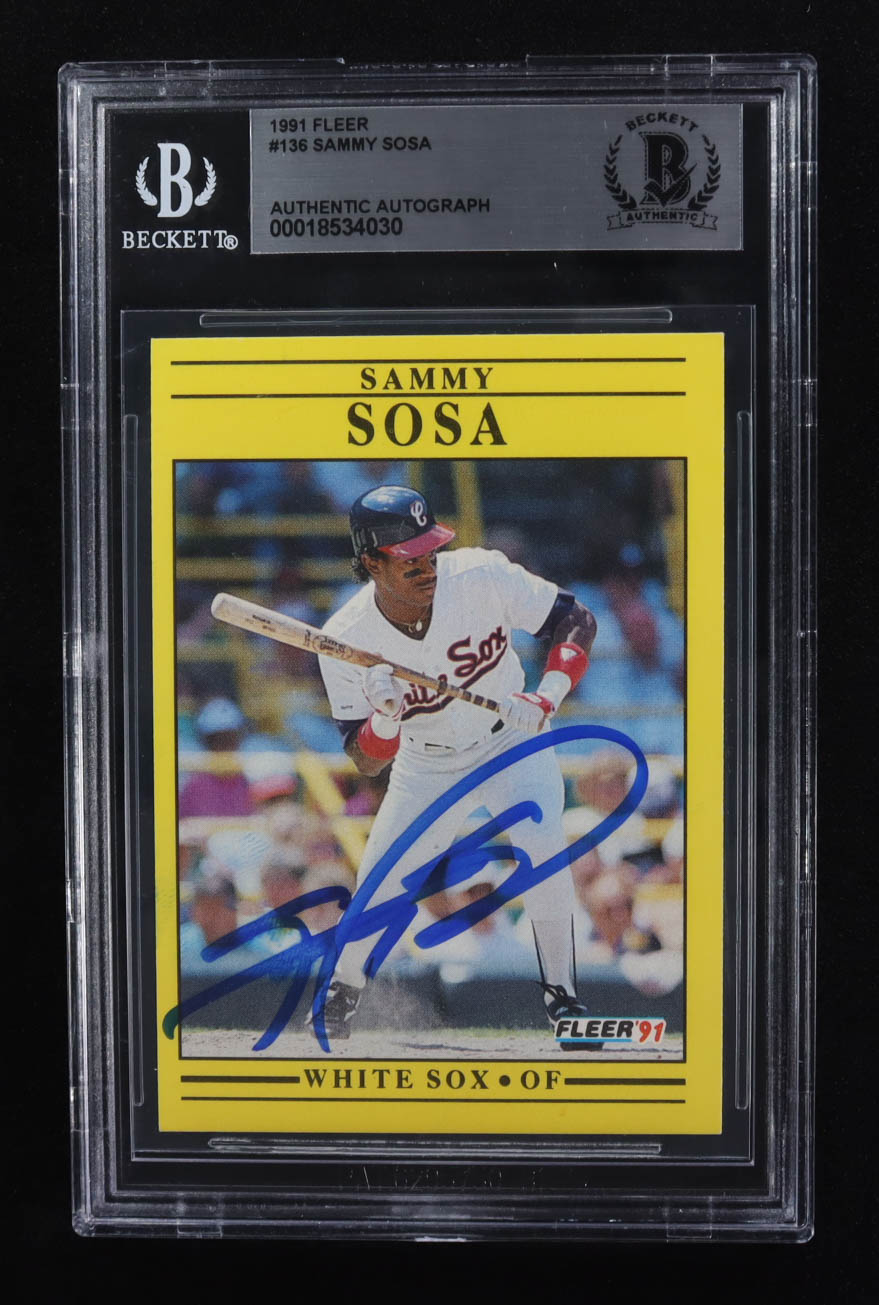 1991 FLEER
#136 SAMMY SOSA
BECKETT
B
AUTHENTIC
B
BECKETT®
AUTHENTIC AUTOGRAPH
00018534030
SAMMY
SOSA
C
Sox
FLEER '91
WHITE SOX • OF